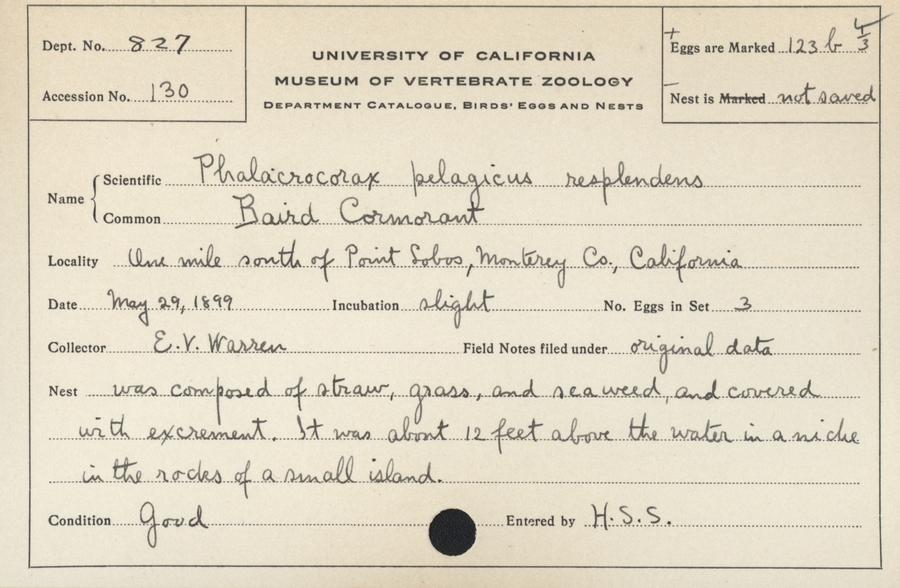 Dept. No. 827
Accession No. 130
UNIVERSITY OF CALIFORNIA
MUSEUM OF VERTEBRATE ZOOLOGY
DEPARTMENT CATALOGUE, BIRDS' EGGS AND NESTS
+ Eggs are Marked 123 b 4/3
Nest is Marked not saved
Name { Scientific Phalacrocorax pelagicus resplendens
Common Baird Cormorant
Locality One mile south of Point Lobos, Monterey Co., California
Date May 29, 1899 Incubation slight No. Eggs in Set 3
Collector E. V. Warren Field Notes filed under original data
Nest was composed of straw, grass, and seaweed, and covered
with excrement. It was about 12 feet above the water in a niche
in the rocks of a small island.
Condition Good Entered by H. S. S.